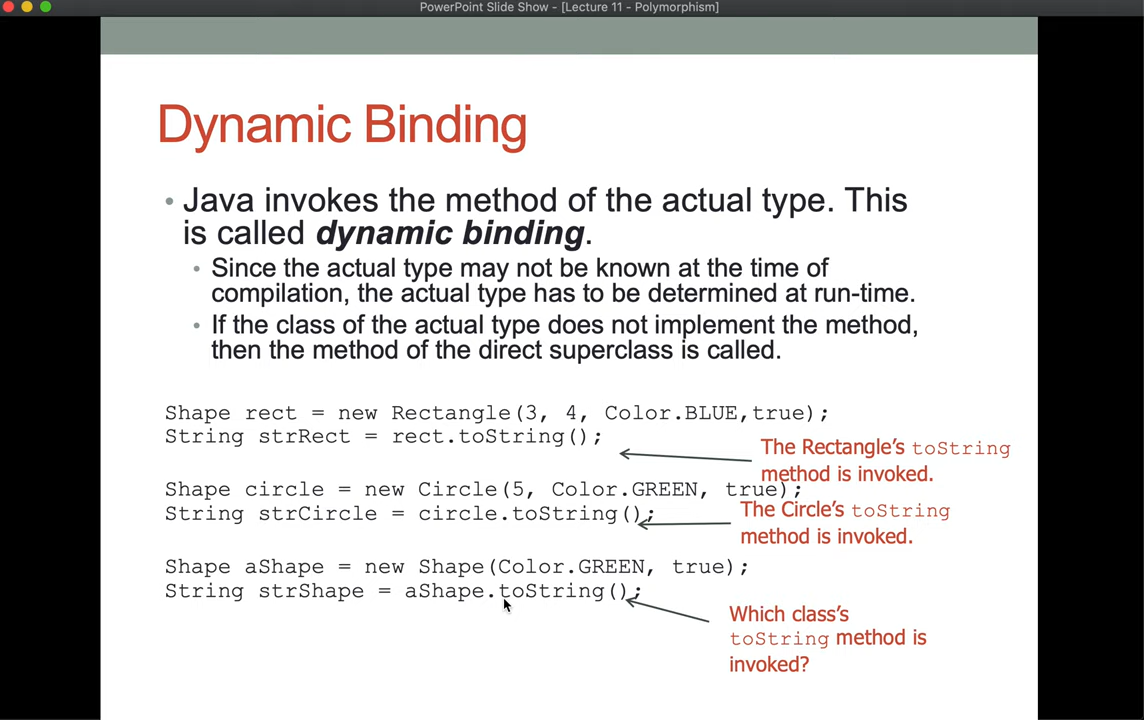 PowerPoint Slide Show - [Lecture 11 - Polymorphism]
Dynamic Binding
• Java invokes the method of the actual type. This
is called dynamic binding.
• Since the actual type may not be known at the time of
compilation, the actual type has to be determined at run-time.
• If the class of the actual type does not implement the method,
then the method of the direct superclass is called.
Shape rect = new Rectangle(3, 4, Color.BLUE,true);
String strRect = rect.toString();
The Rectangle's toString
method is invoked.
Shape circle = new Circle(5, Color.GREEN, true);
String strCircle = circle.toString();
The Circle's toString
method is invoked.
Shape aShape = new Shape(Color.GREEN, true);
String strShape = aShape.toString();
Which class's
toString method is
invoked?